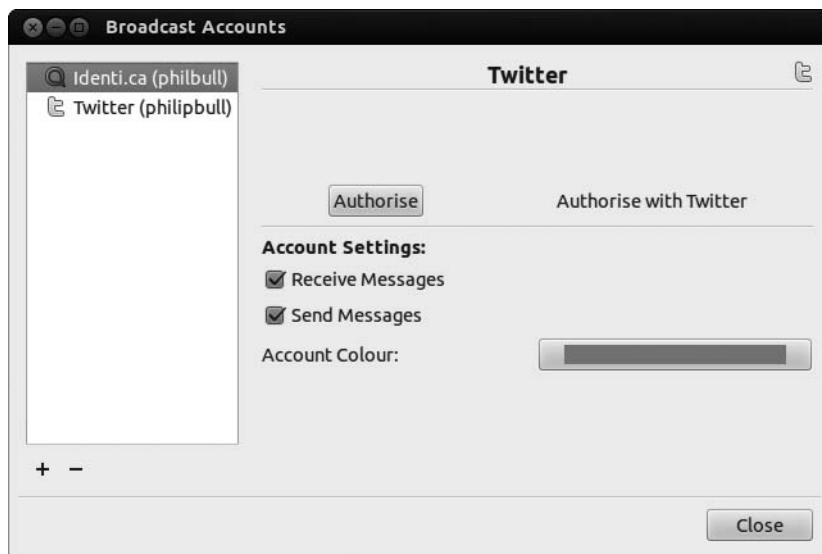 Broadcast Accounts
Identi.ca (philbull)
Twitter (philipbull)
+ −
Twitter
Authorise
Authorise with Twitter
Account Settings:
Receive Messages
Send Messages
Account Colour:
Close